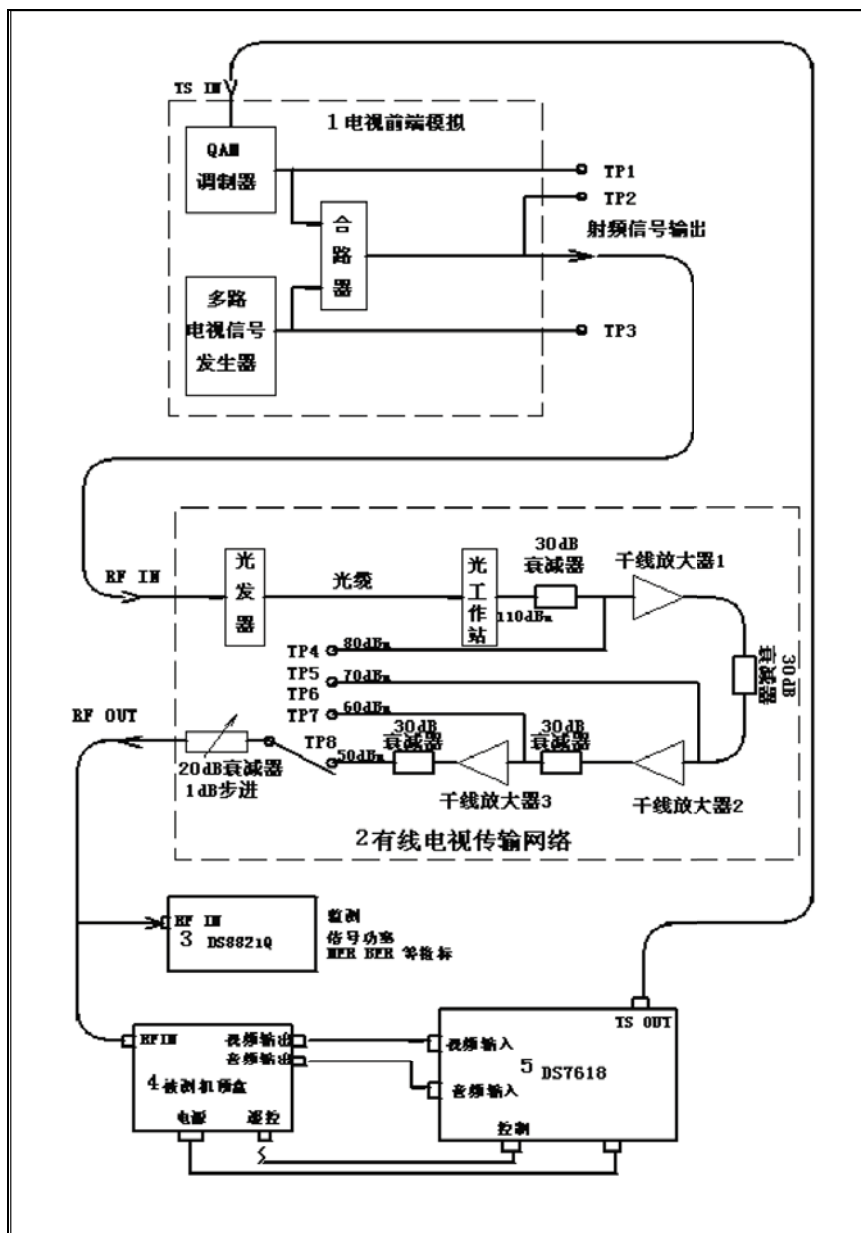 TS IN
1电视前端模拟
QAM
调制器
TP1
TP2
合
路
器
射频信号输出
多路
电视信号
发生器
TP3
RF IN
光
发
器
光缆
光
工
作
站
30dB
衰减器
110dBm
干线放大器1
30dB
衰减器
TP4
80dBm
TP5
70dBm
TP6
TP7
60dBm
RF OUT
20dB衰减器
1dB步进
TP8
50dBm
30dB
衰减器
干线放大器3
30dB
衰减器
干线放大器2
2有线电视传输网络
RF IN
3 DS8821Q
监测
信号功率
MER BER 等指标
RFIN
视频输出
音频输出
4被测机顶盒
电源
遥控
TS OUT
视频输入
5 DS7618
音频输入
控制